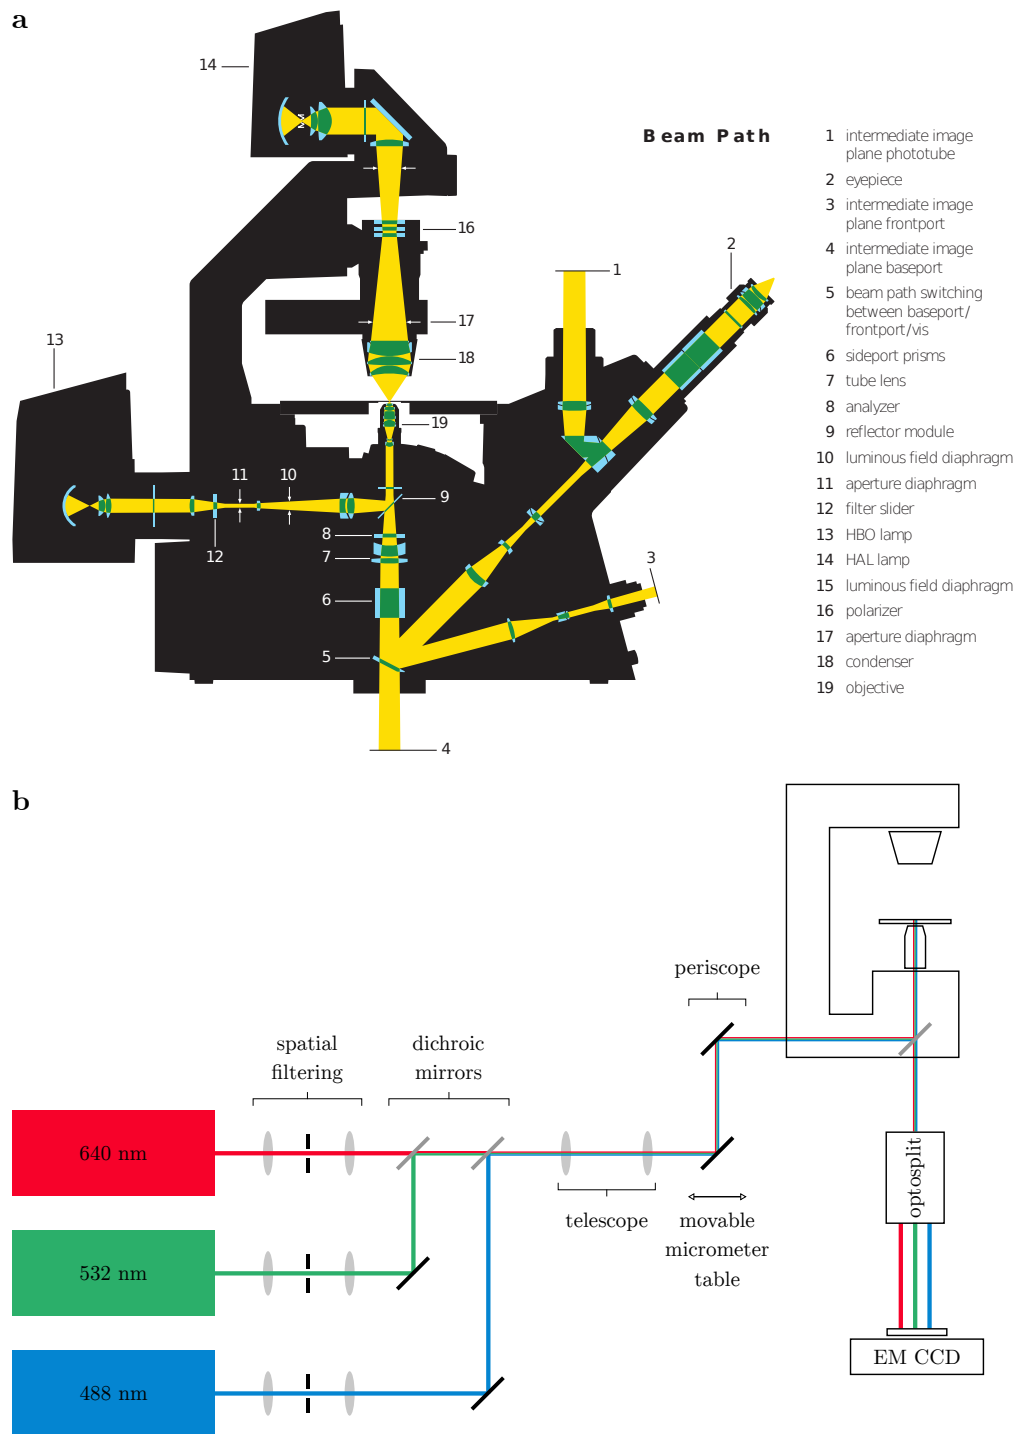 a
14
16
17
18
19
13
11
10
9
12
8
7
6
5
4
1
2
3
Beam Path
1 intermediate image
plane phototube
2 eyepiece
3 intermediate image
plane frontport
4 intermediate image
plane baseport
5 beam path switching
between baseport/
frontport/vis
6 sideport prisms
7 tube lens
8 analyzer
9 reflector module
10 luminous field diaphragm
11 aperture diaphragm
12 filter slider
13 HBO lamp
14 HAL lamp
15 luminous field diaphragm
16 polarizer
17 aperture diaphragm
18 condenser
19 objective
b
periscope
spatial
filtering
dichroic
mirrors
640 nm
532 nm
488 nm
telescope
movable
micrometer
table
optosplit
EM CCD